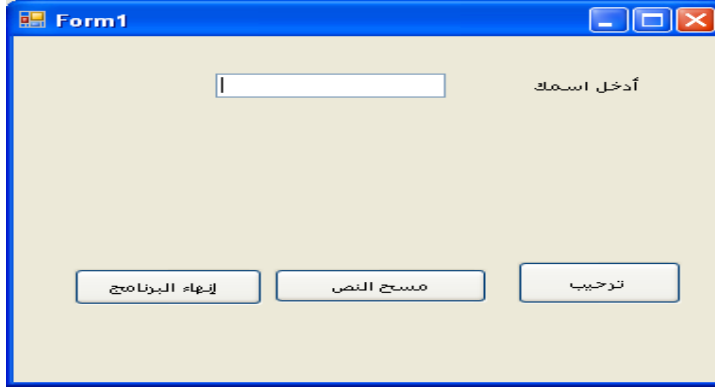 Form1
أدخل اسمك
ترحيب
مسح النص
إنهاء البرنامج